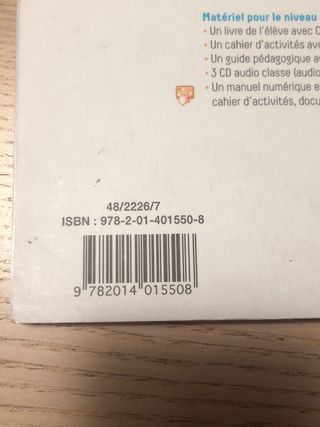 Matériel pour le niveau
• Un livre de l'élève avec
• Un cahier d'activités
• Un guide pédagogique
• 3 CD audio classe
• Un manuel numérique
cahier d'activités,
48/2226/7
ISBN : 978-2-01-401550-8
9 782014 015508